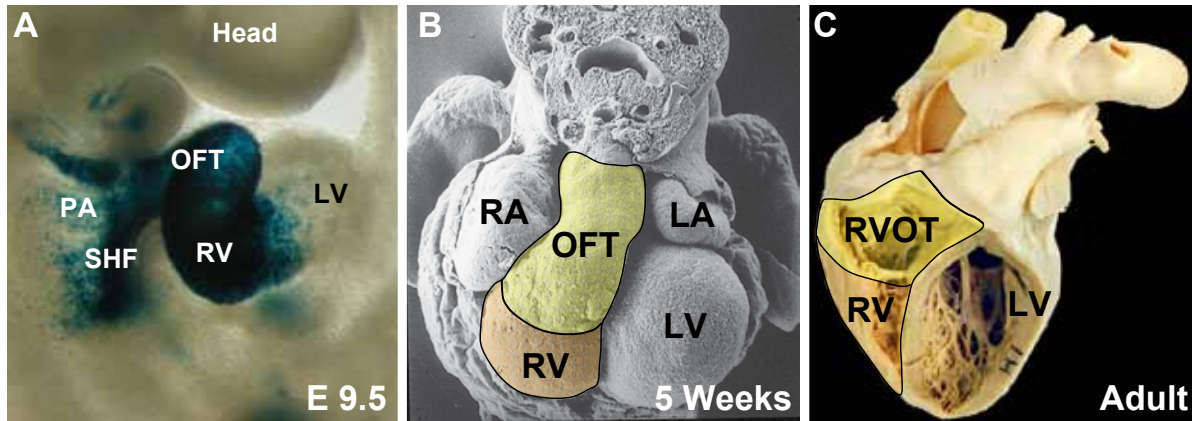 A
Head
OFT
PA
LV
SHF
RV
E 9.5
B
RA
LA
OFT
LV
RV
5 Weeks
C
RVOT
RV
LV
Adult